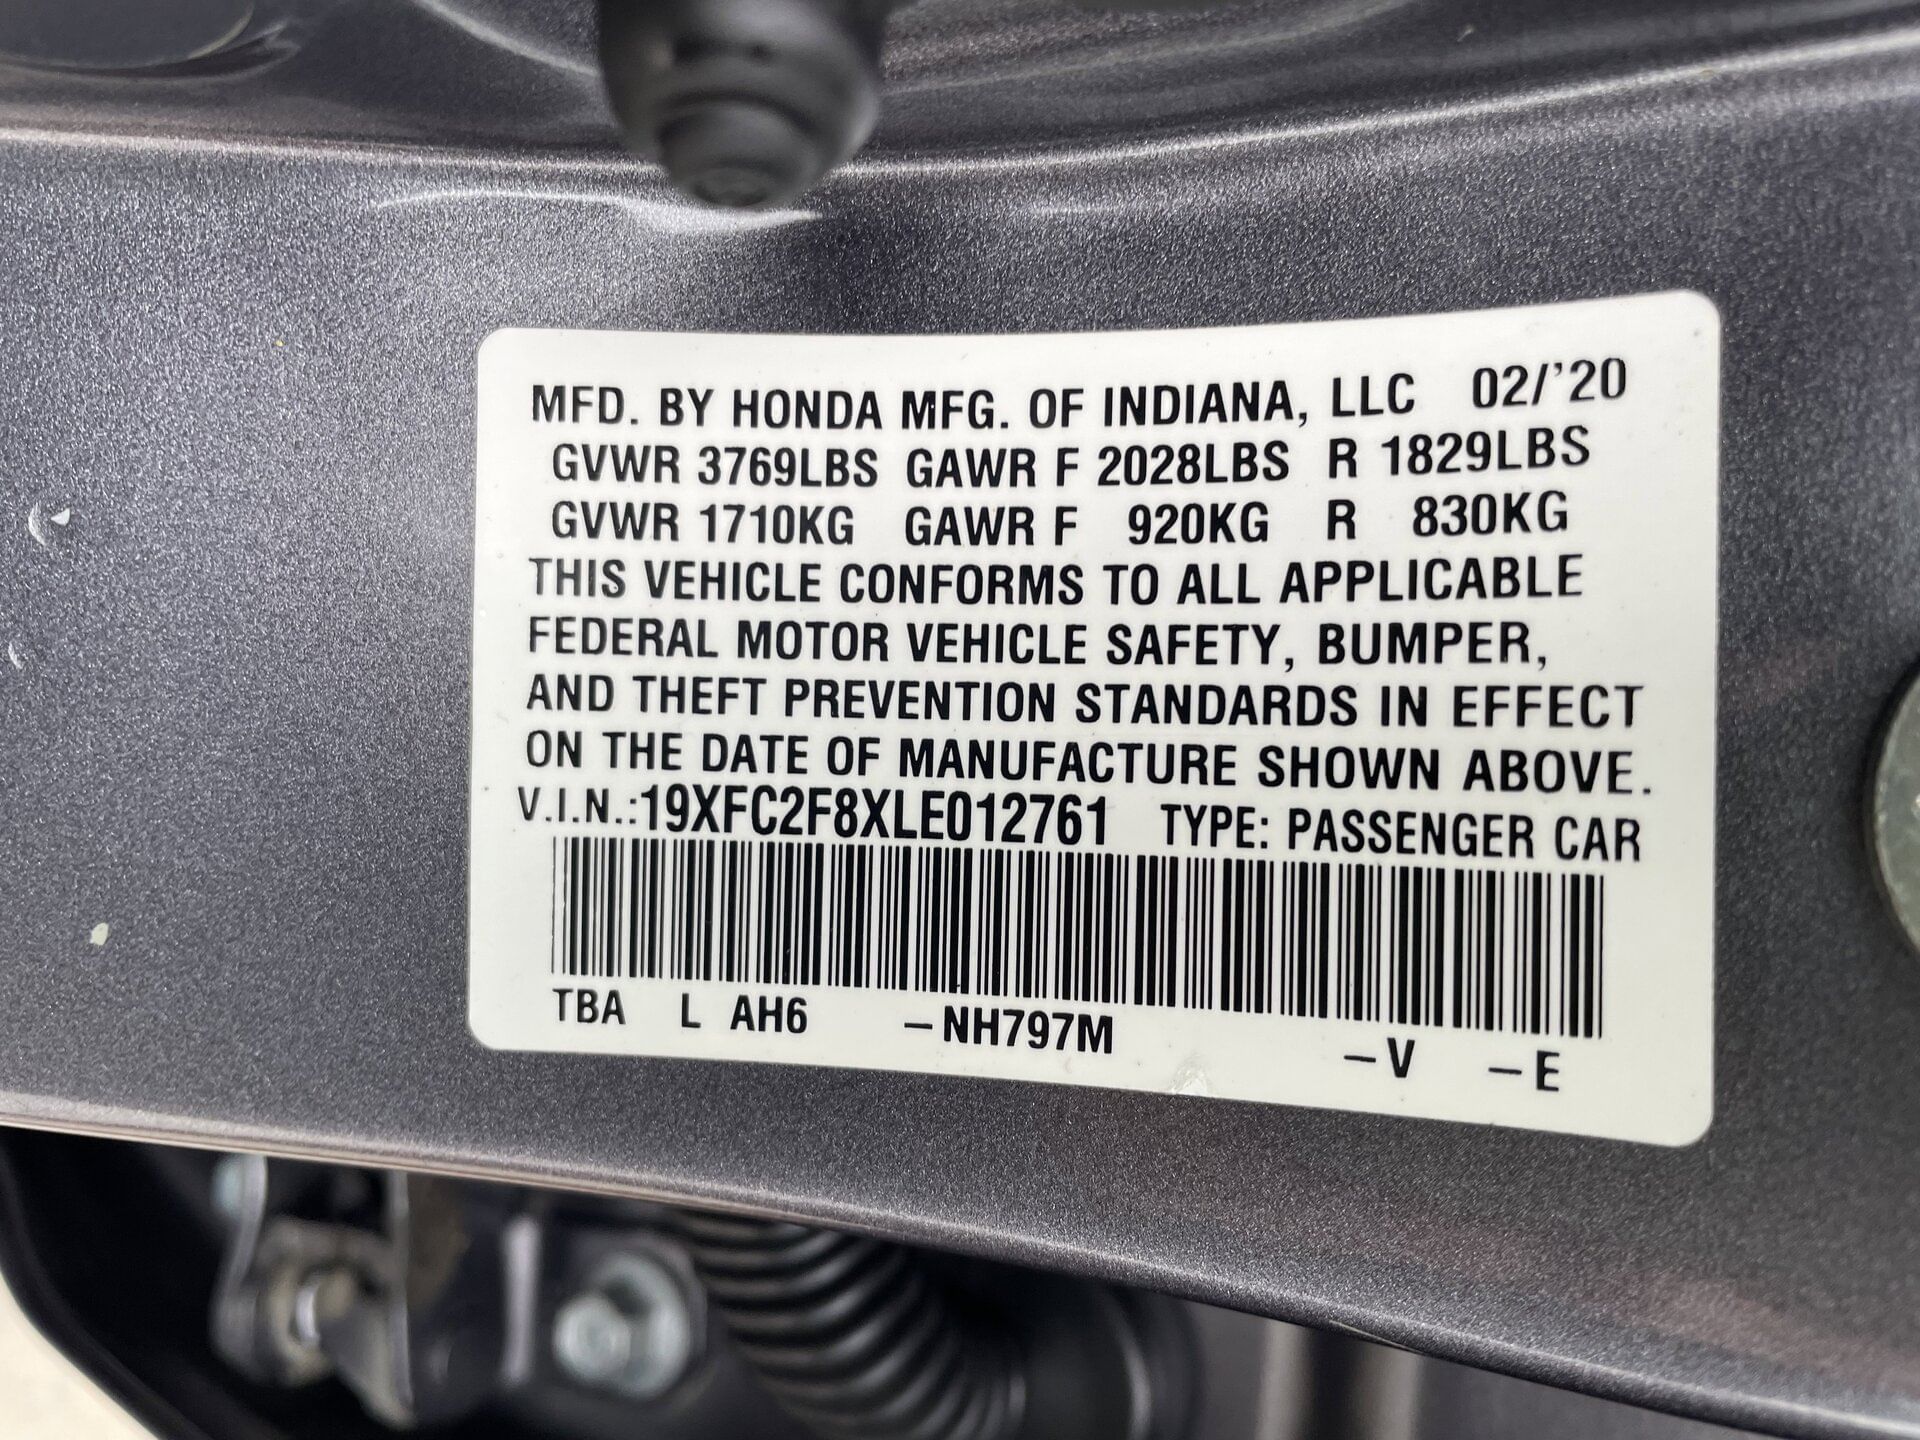 MFD. BY HONDA MFG. OF INDIANA, LLC 02/'20
GVWR 3769LBS GAWR F 2028LBS R 1829LBS
GVWR 1710KG GAWR F 920KG R 830KG
THIS VEHICLE CONFORMS TO ALL APPLICABLE
FEDERAL MOTOR VEHICLE SAFETY, BUMPER,
AND THEFT PREVENTION STANDARDS IN EFFECT
ON THE DATE OF MANUFACTURE SHOWN ABOVE.
V.I.N.:19XFC2F8XLE012761 TYPE: PASSENGER CAR
TBA L AH6 –NH797M –V –E